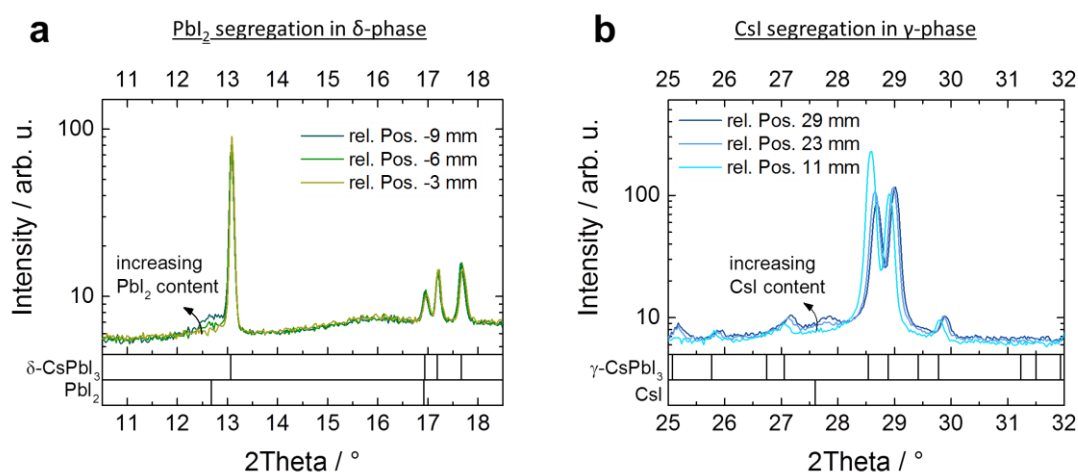 a
PbI2 segregation in δ-phase
11 12 13 14 15 16 17 18
100
10
Intensity / arb. u.
rel. Pos. -9 mm
rel. Pos. -6 mm
rel. Pos. -3 mm
increasing
PbI2 content
δ-CsPbI3
PbI2
11 12 13 14 15 16 17 18
2Theta / °
b
CsI segregation in γ-phase
25 26 27 28 29 30 31 32
100
10
Intensity / arb. u.
rel. Pos. 29 mm
rel. Pos. 23 mm
rel. Pos. 11 mm
increasing
CsI content
γ-CsPbI3
CsI
25 26 27 28 29 30 31 32
2Theta / °